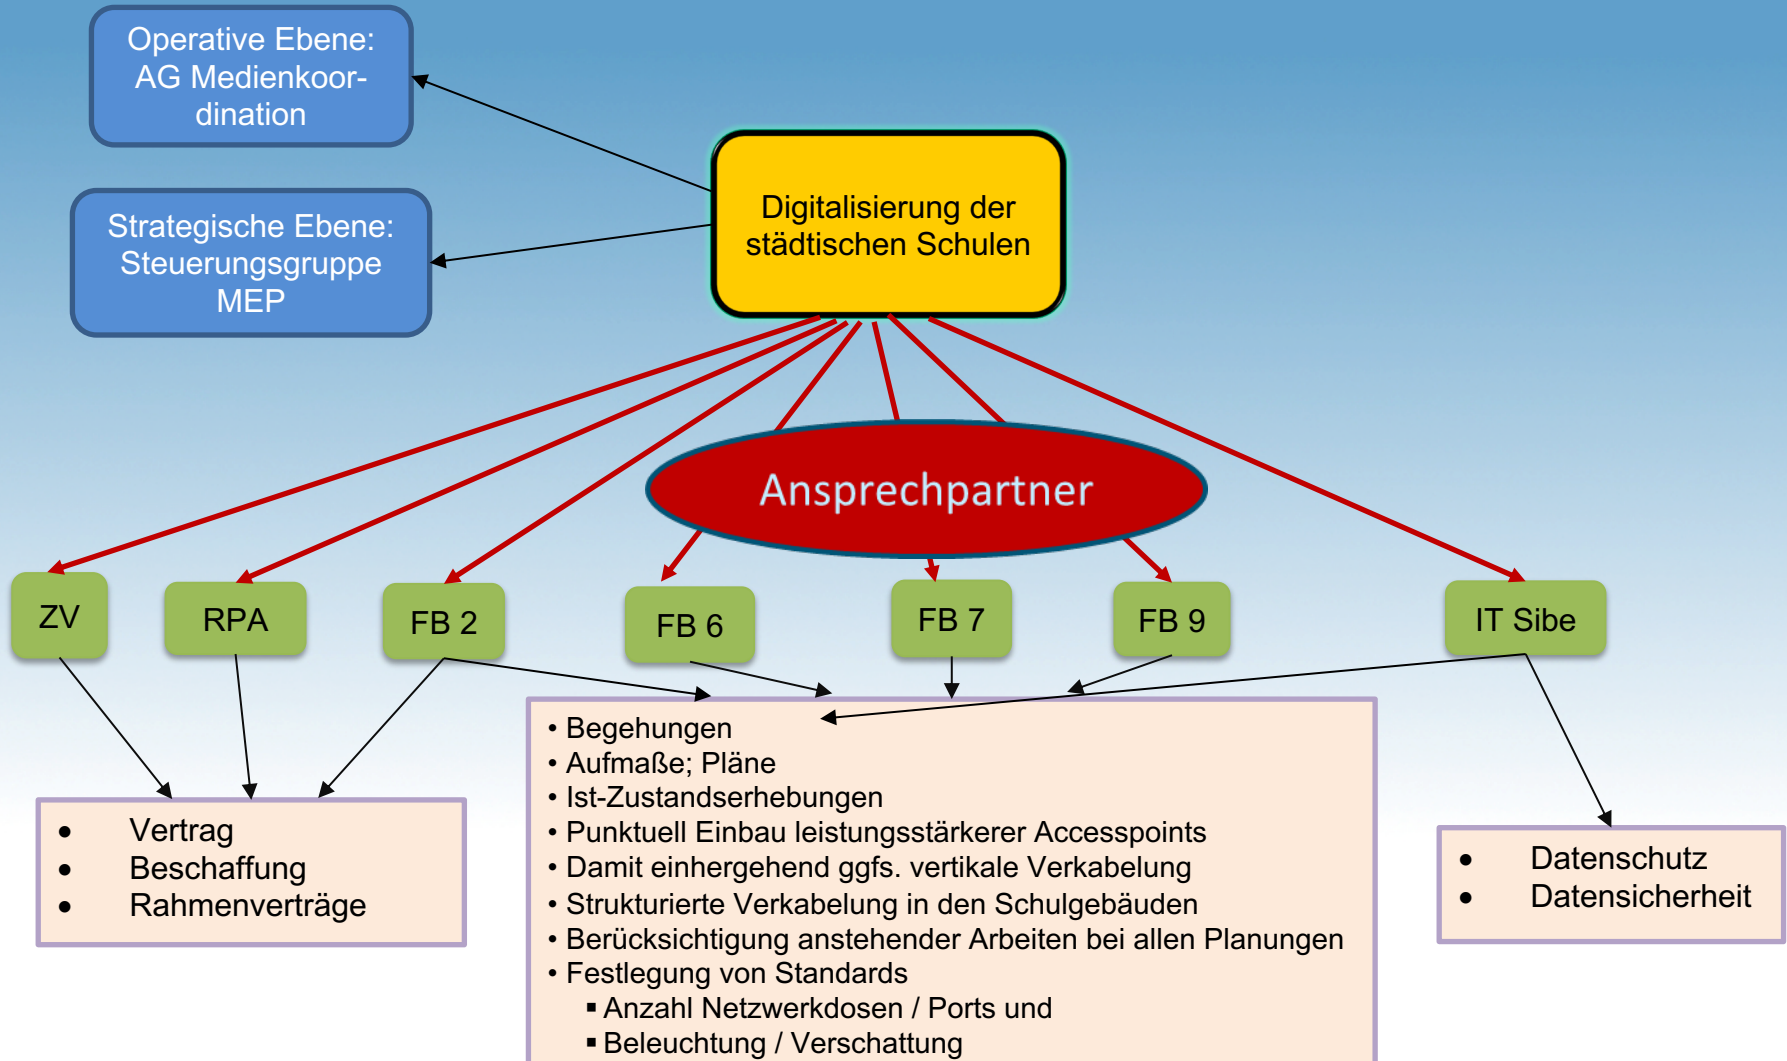 Operative Ebene:
AG Medienkoor-
dination
Strategische Ebene:
Steuerungsgruppe
MEP
Digitalisierung der
städtischen Schulen
Ansprechpartner
ZV
RPA
FB 2
FB 6
FB 7
FB 9
IT Sibe
• Vertrag
• Beschaffung
• Rahmenverträge
• Begehungen
• Aufmaße; Pläne
• Ist-Zustandserhebungen
• Punktuell Einbau leistungsstärkerer Accesspoints
• Damit einhergehend ggfs. vertikale Verkabelung
• Strukturierte Verkabelung in den Schulgebäuden
• Berücksichtigung anstehender Arbeiten bei allen Planungen
• Festlegung von Standards
▪ Anzahl Netzwerkdosen / Ports und
▪ Beleuchtung / Verschattung
• Datenschutz
• Datensicherheit